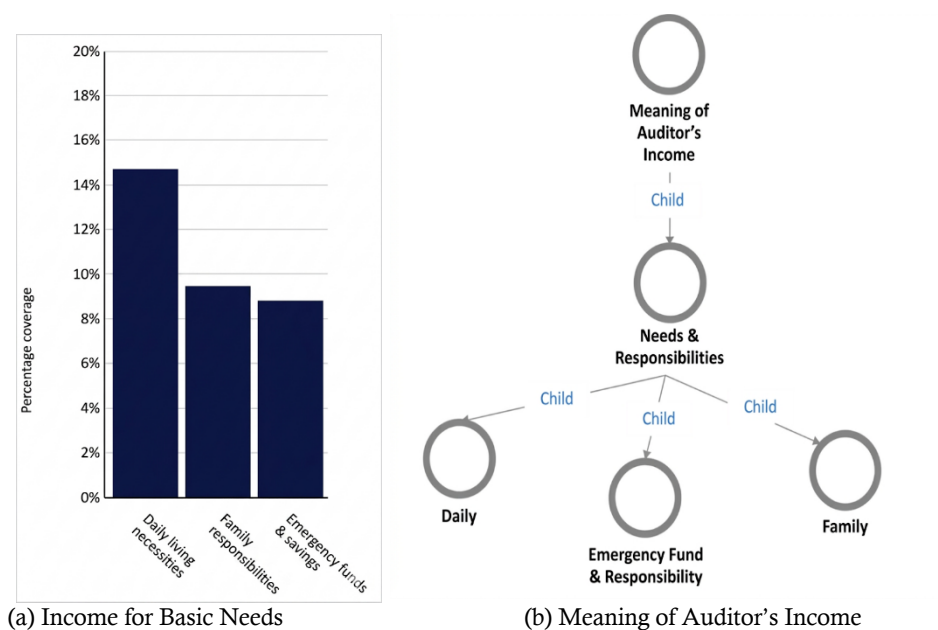 20%
18%
16%
14%
12%
10%
8%
6%
4%
2%
0%
Percentage coverage
Daily living
necessities
Family
responsibilities
Emergency funds
& savings
(a) Income for Basic Needs
Meaning of
Auditor’s
Income
Child
Needs &
Responsibilities
Child
Child
Child
Daily
Emergency Fund
& Responsibility
Family
(b) Meaning of Auditor’s Income